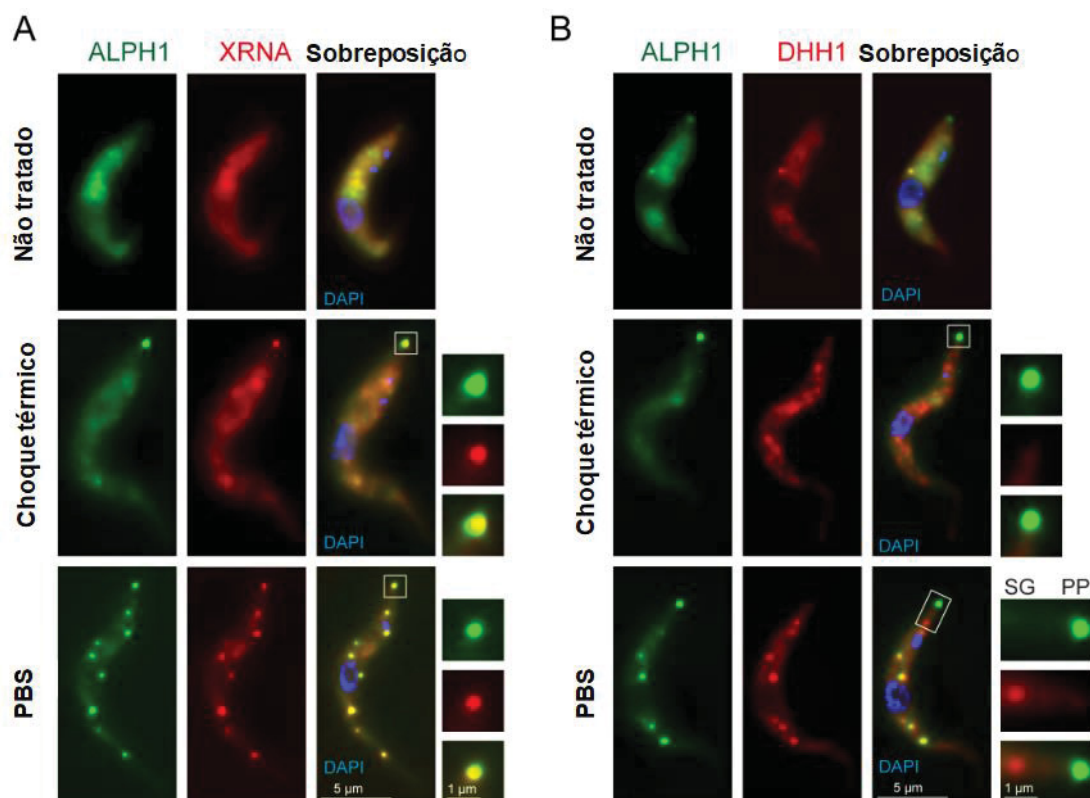 A
ALPH1 XRNA Sobreposição
Não tratado
DAPI
Choque térmico
DAPI
PBS
DAPI
5 µm
1 µm
B
ALPH1 DHH1 Sobreposição
Não tratado
DAPI
Choque térmico
DAPI
PBS
SG PP
DAPI
5 µm
1 µm